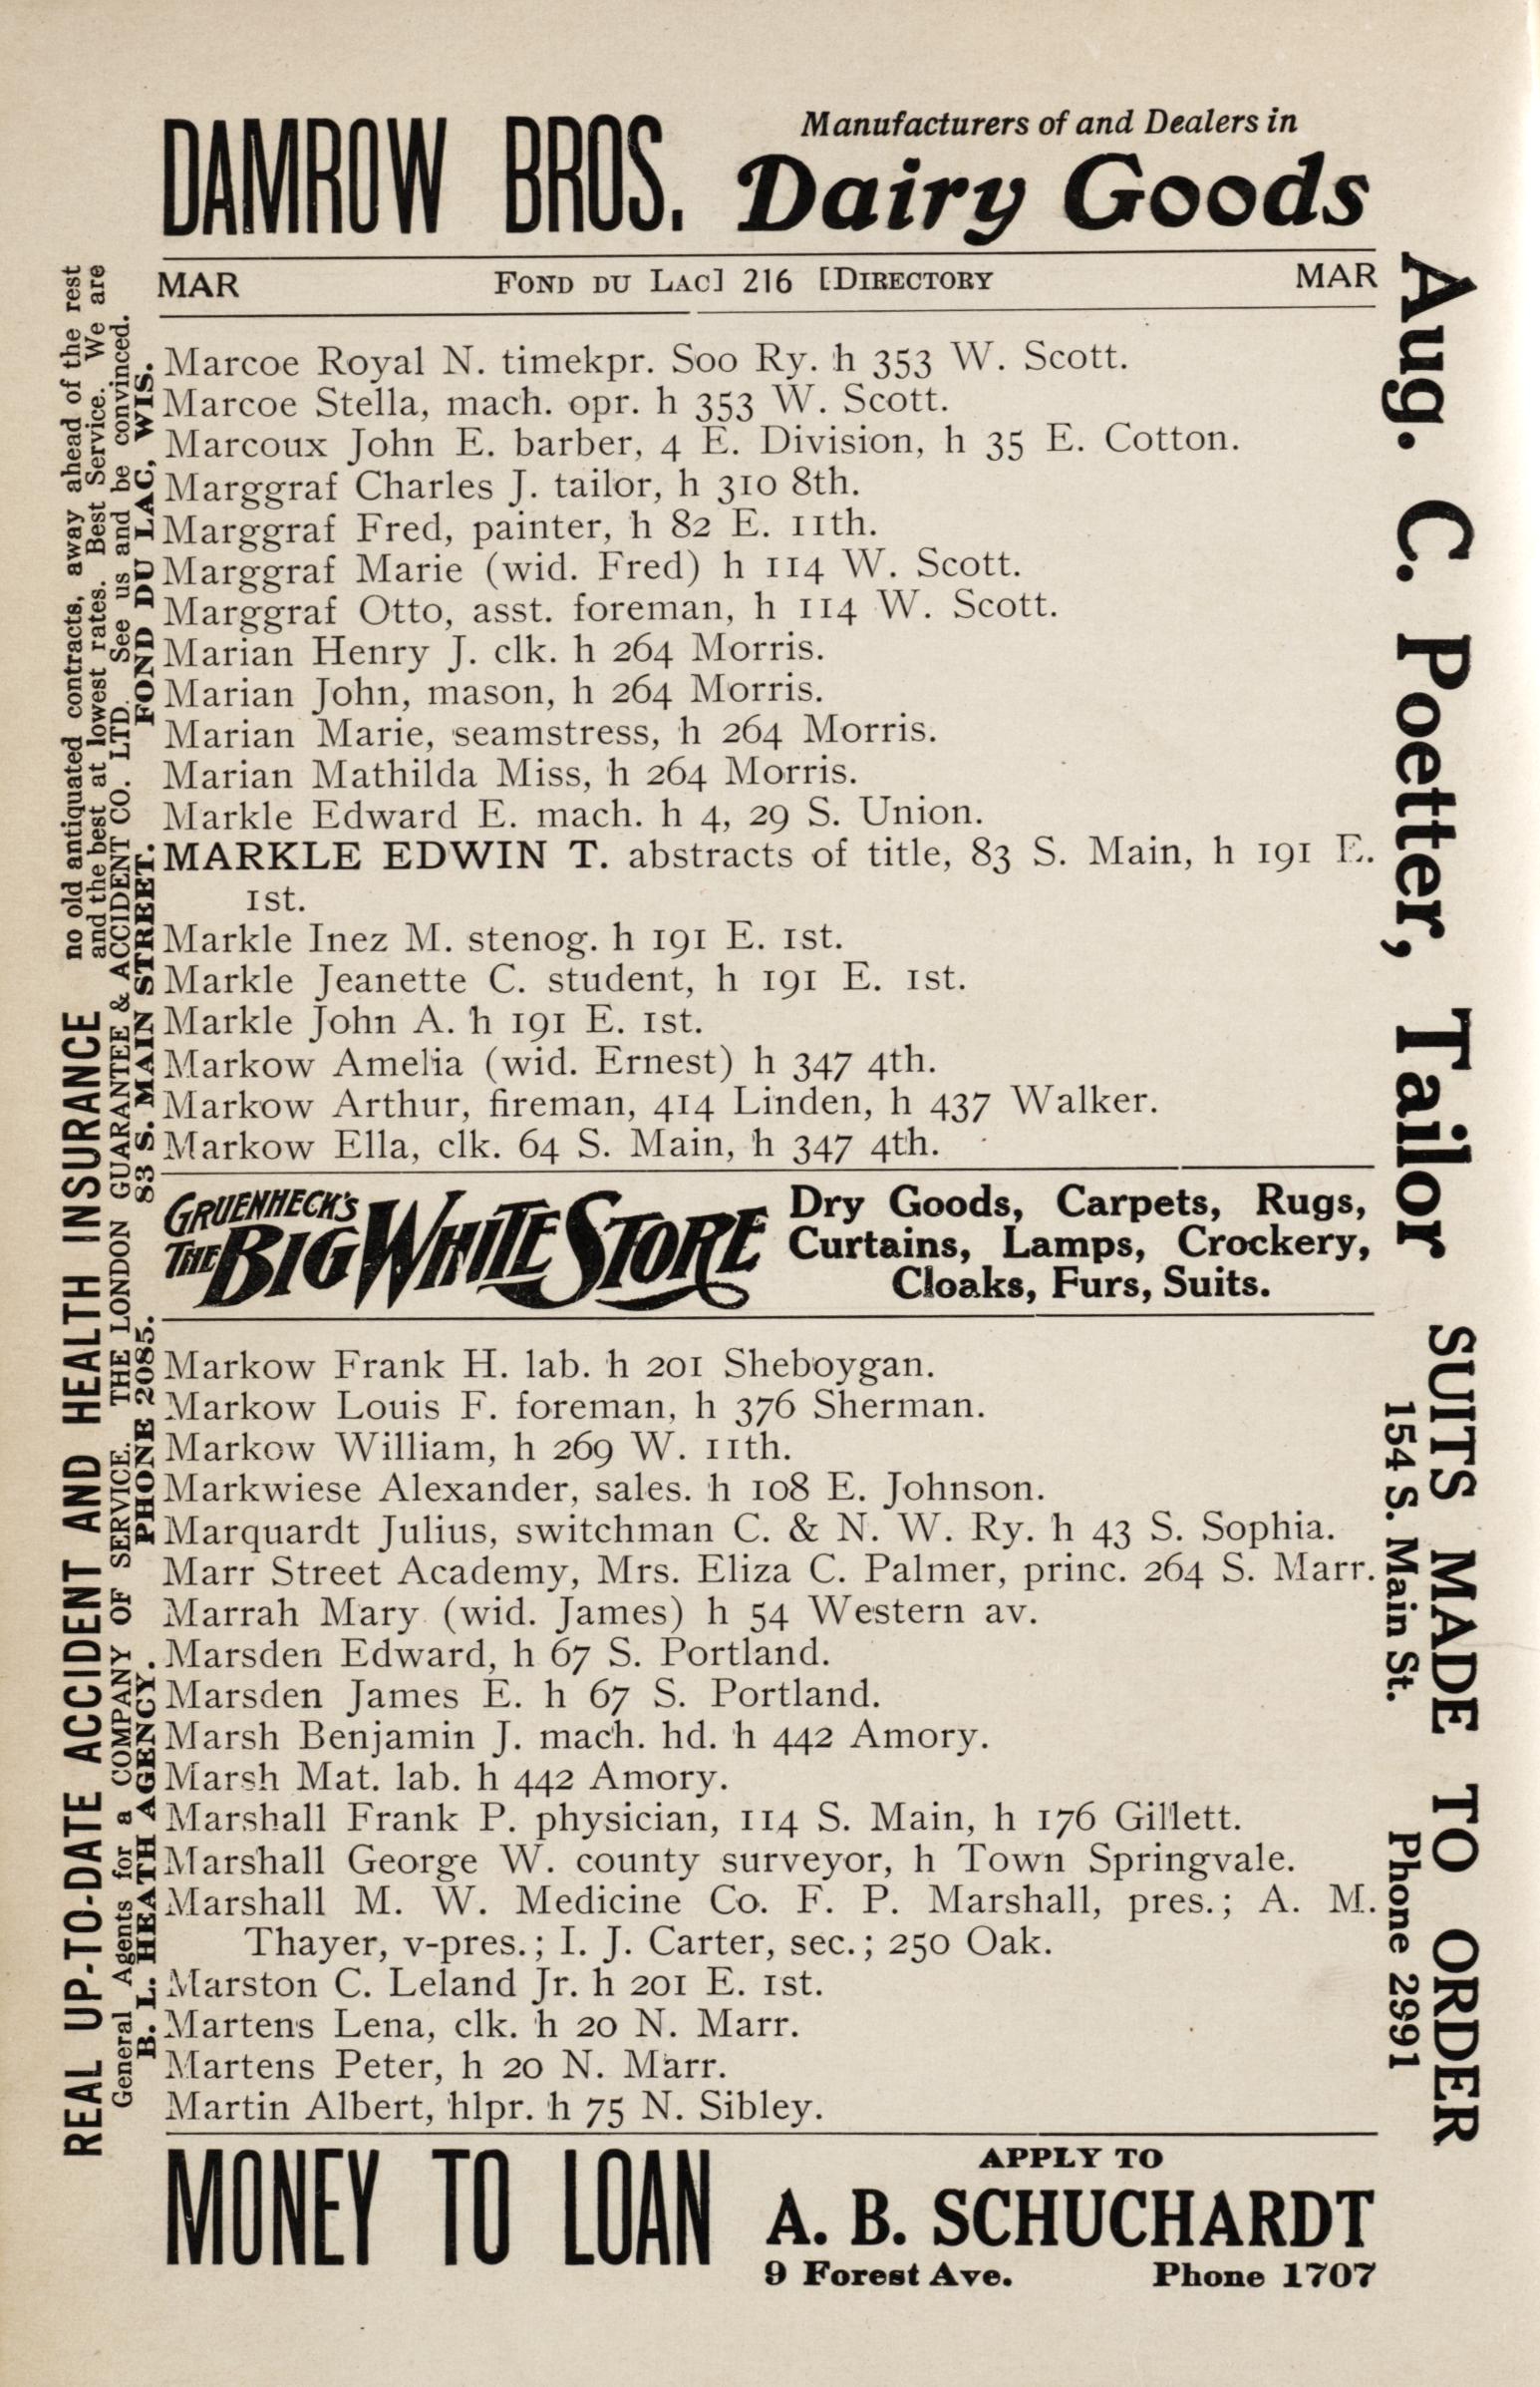 DAMROW BROS. Manufacturers of and Dealers in
Dairy Goods
MAR FOND DU LAC] 216 [DIRECTORY MAR
Marcoe Royal N. timekpr. Soo Ry. h 353 W. Scott.
Marcoe Stella, mach. opr. h 353 W. Scott.
Marcoux John E. barber, 4 E. Division, h 35 E. Cotton.
Marggraf Charles J. tailor, h 310 8th.
Marggraf Fred, painter, h 82 E. 11th.
Marggraf Marie (wid. Fred) h 114 W. Scott.
Marggraf Otto, asst. foreman, h 114 W. Scott.
Marian Henry J. clk. h 264 Morris.
Marian John, mason, h 264 Morris.
Marian Marie, seamstress, h 264 Morris.
Marian Mathilda Miss, h 264 Morris.
Markle Edward E. mach. h 4, 29 S. Union.
MARKLE EDWIN T. abstracts of title, 83 S. Main, h 191 E.
1st.
Markle Inez M. stenog. h 191 E. 1st.
Markle Jeanette C. student, h 191 E. 1st.
Markle John A. h 191 E. 1st.
Markow Amelia (wid. Ernest) h 347 4th.
Markow Arthur, fireman, 414 Linden, h 437 Walker.
Markow Ella, clk. 64 S. Main, h 347 4th.
GRUENHECK'S
THE BIG WHITE STORE
Dry Goods, Carpets, Rugs,
Curtains, Lamps, Crockery,
Cloaks, Furs, Suits.
Markow Frank H. lab. h 201 Sheboygan.
Markow Louis F. foreman, h 376 Sherman.
Markow William, h 269 W. 11th.
Markwiese Alexander, sales. h 108 E. Johnson.
Marquardt Julius, switchman C. & N. W. Ry. h 43 S. Sophia.
Marr Street Academy, Mrs. Eliza C. Palmer, princ. 264 S. Marr.
Marrah Mary (wid. James) h 54 Western av.
Marsden Edward, h 67 S. Portland.
Marsden James E. h 67 S. Portland.
Marsh Benjamin J. mach. hd. h 442 Amory.
Marsh Mat. lab. h 442 Amory.
Marshall Frank P. physician, 114 S. Main, h 176 Gillett.
Marshall George W. county surveyor, h Town Springvale.
Marshall M. W. Medicine Co. F. P. Marshall, pres.; A. M.
Thayer, v-pres.; I. J. Carter, sec.; 250 Oak.
Marston C. Leland Jr. h 201 E. 1st.
Martens Lena, clk. h 20 N. Marr.
Martens Peter, h 20 N. Marr.
Martin Albert, hlpr. h 75 N. Sibley.
MONEY TO LOAN
APPLY TO
A. B. SCHUCHARDT
9 Forest Ave. Phone 1707
REAL UP-TO-DATE ACCIDENT AND HEALTH INSURANCE no old antiquated contracts, away ahead of the rest
and the best at lowest rates. Best Service. We are
General Agents for a COMPANY OF SERVICE. THE LONDON GUARANTEE & ACCIDENT CO. LTD. See us and be convinced.
B. L. HEATH AGENCY. PHONE 2085. 83 S. MAIN STREET. FOND DU LAC, WIS.
Aug. C. Poetter, Tailor
SUITS MADE TO ORDER
154 S. Main St. Phone 2991